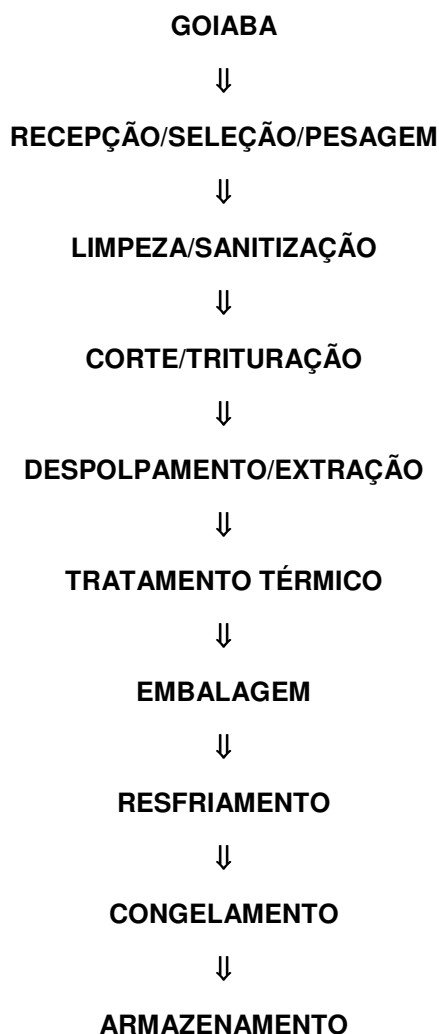 GOIABA
⇓
RECEPÇÃO/SELEÇÃO/PESAGEM
⇓
LIMPEZA/SANITIZAÇÃO
⇓
CORTE/TRITURAÇÃO
⇓
DESPOLPAMENTO/EXTRAÇÃO
⇓
TRATAMENTO TÉRMICO
⇓
EMBALAGEM
⇓
RESFRIAMENTO
⇓
CONGELAMENTO
⇓
ARMAZENAMENTO